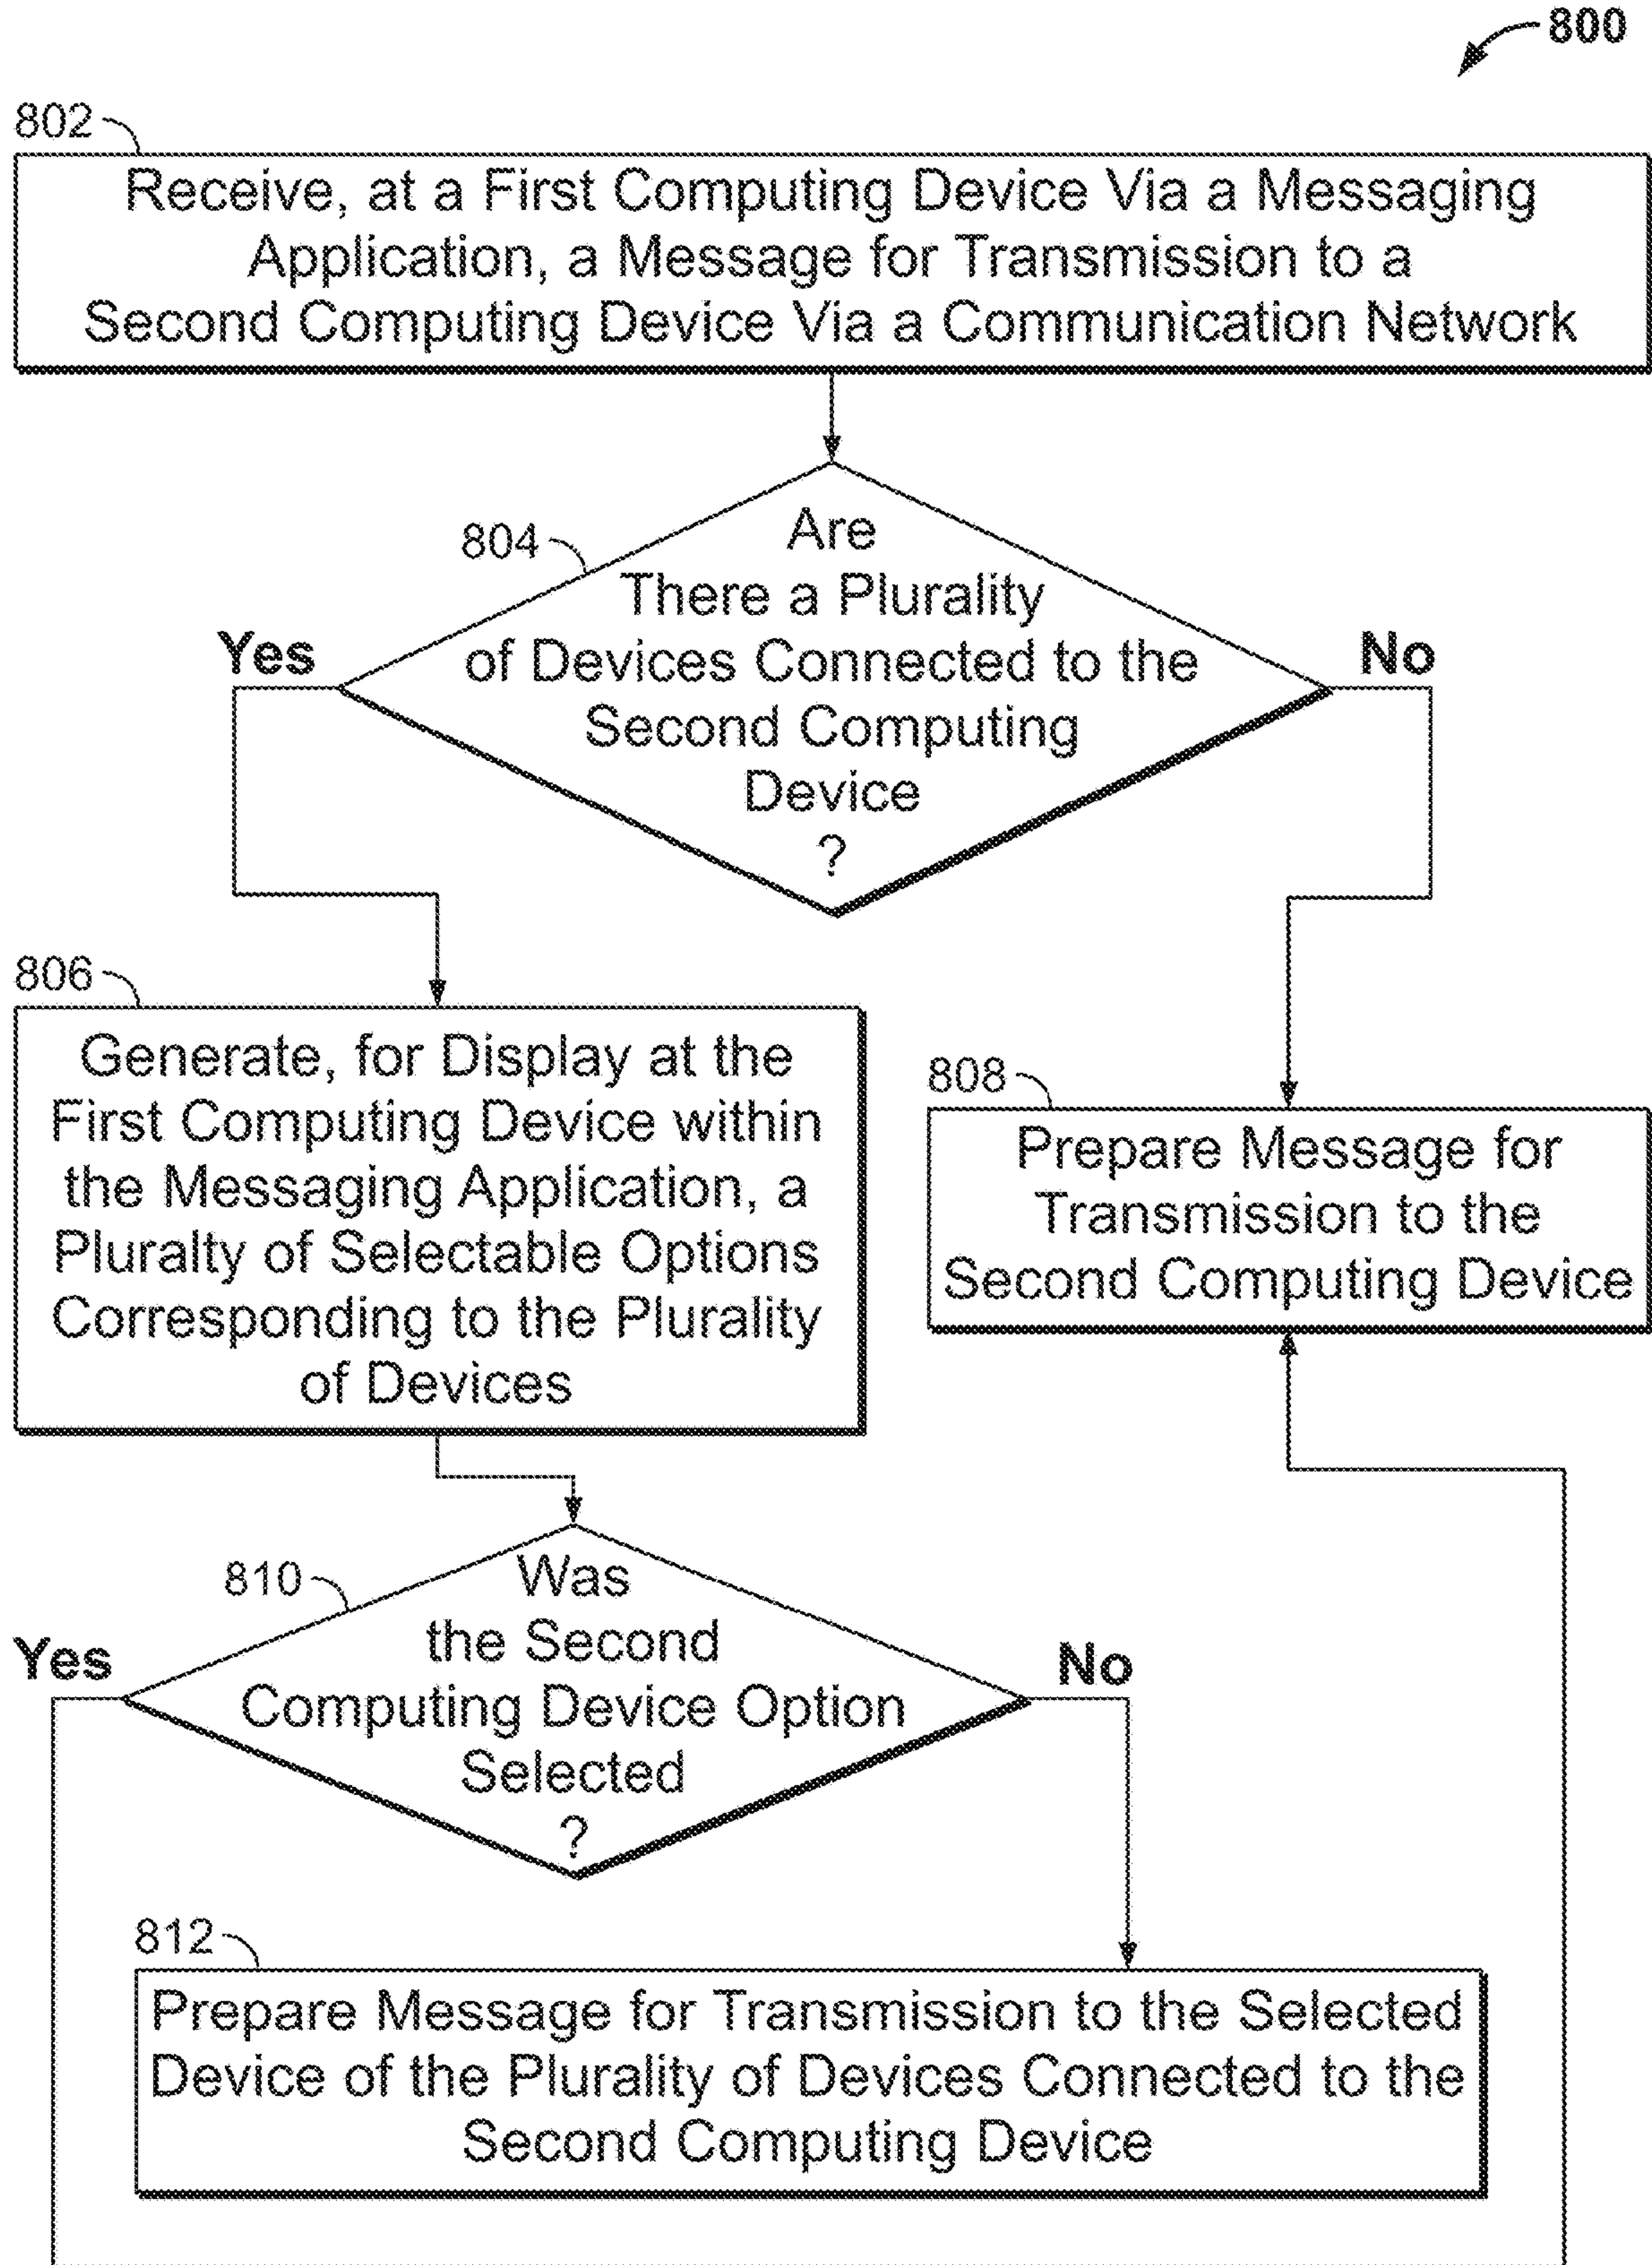 800
802
Receive, at a First Computing Device Via a Messaging
Application, a Message for Transmission to a
Second Computing Device Via a Communication Network
804
Are
There a Plurality
of Devices Connected to the
Second Computing
Device
?
Yes
No
806
Generate, for Display at the
First Computing Device within
the Messaging Application, a
Pluralty of Selectable Options
Corresponding to the Plurality
of Devices
808
Prepare Message for
Transmission to the
Second Computing Device
810
Was
the Second
Computing Device Option
Selected
?
Yes
No
812
Prepare Message for Transmission to the Selected
Device of the Plurality of Devices Connected to the
Second Computing Device